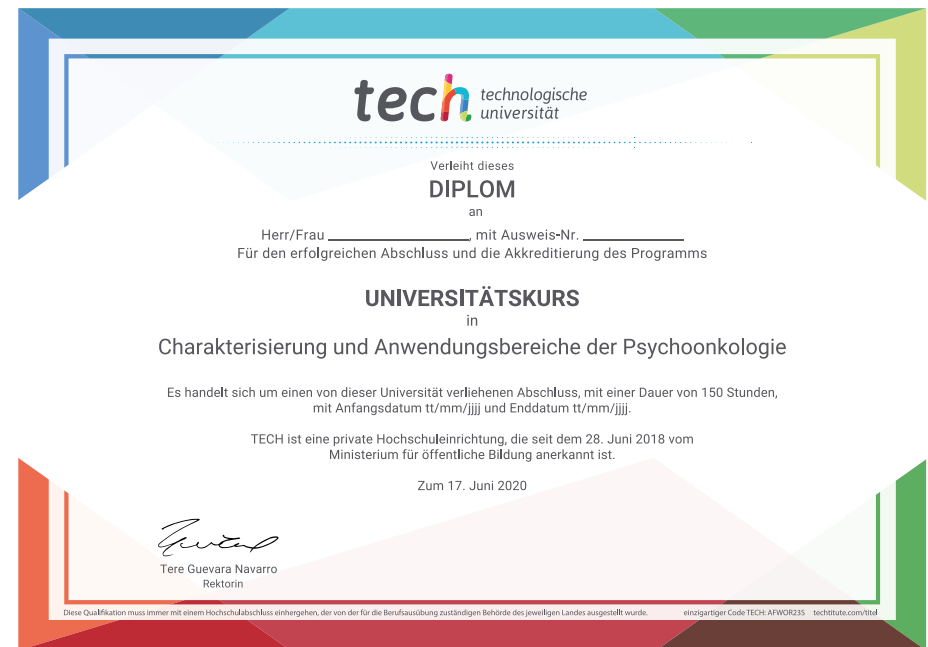 tech technologische
universität
Verleiht dieses
DIPLOM
an
Herr/Frau ___________________, mit Ausweis-Nr. ______________
Für den erfolgreichen Abschluss und die Akkreditierung des Programms
UNIVERSITÄTSKURS
in
Charakterisierung und Anwendungsbereiche der Psychoonkologie
Es handelt sich um einen von dieser Universität verliehenen Abschluss, mit einer Dauer von 150 Stunden,
mit Anfangsdatum tt/mm/jjjj und Enddatum tt/mm/jjjj.
TECH ist eine private Hochschuleinrichtung, die seit dem 28. Juni 2018 vom
Ministerium für öffentliche Bildung anerkannt ist.
Zum 17. Juni 2020
Tere Guevara Navarro
Rektorin
Diese Qualifikation muss immer mit einem Hochschulabschluss einhergehen, der von der für die Berufsausübung zuständigen Behörde des jeweiligen Landes ausgestellt wurde. einzigartiger Code TECH: AFWOR23S techtitute.com/titel